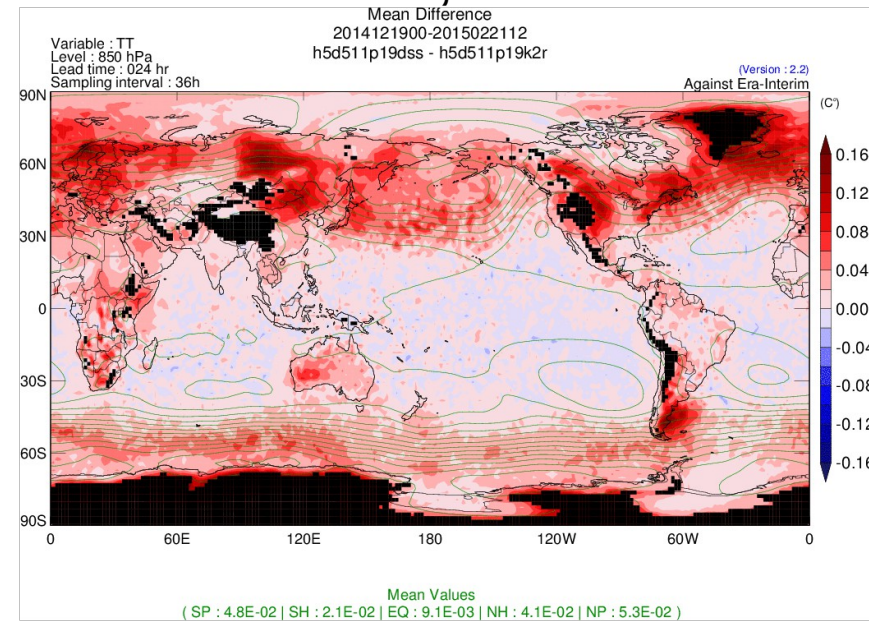 Mean Difference
2014121900-2015022112
h5d511p19dss - h5d511p19k2r
Variable : TT
Level : 850 hPa
Lead time : 024 hr
Sampling interval : 36h
(Version : 2.2)
Against Era-Interim
(C°)
90N
60N
30N
0
30S
60S
90S
0 60E 120E 180 120W 60W 0
0.16
0.12
0.08
0.04
0.00
-0.04
-0.08
-0.12
-0.16
Mean Values
( SP : 4.8E-02 | SH : 2.1E-02 | EQ : 9.1E-03 | NH : 4.1E-02 | NP : 5.3E-02 )